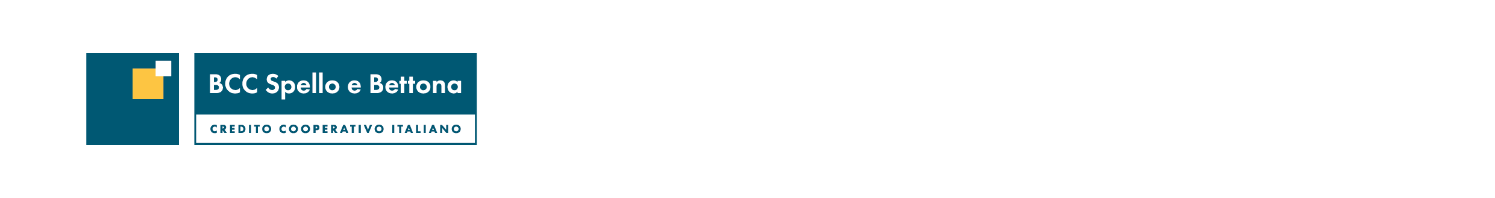 BCC Spello e Bettona
CREDITO COOPERATIVO ITALIANO